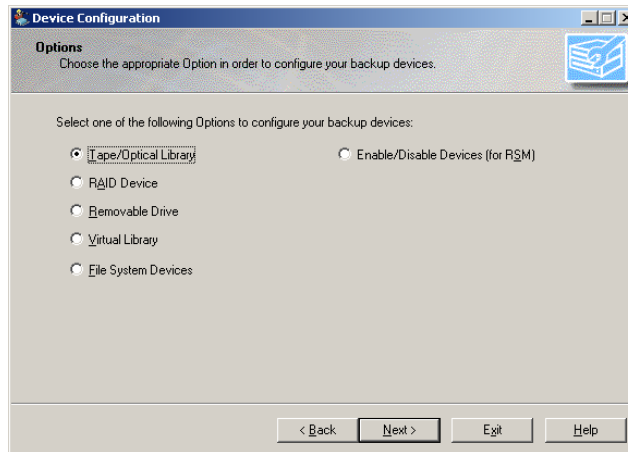 Device Configuration
Options
Choose the appropriate Option in order to configure your backup devices.
Select one of the following Options to configure your backup devices:
Tape/Optical Library
Enable/Disable Devices (for RSM)
RAID Device
Removable Drive
Virtual Library
File System Devices
< Back
Next >
Exit
Help